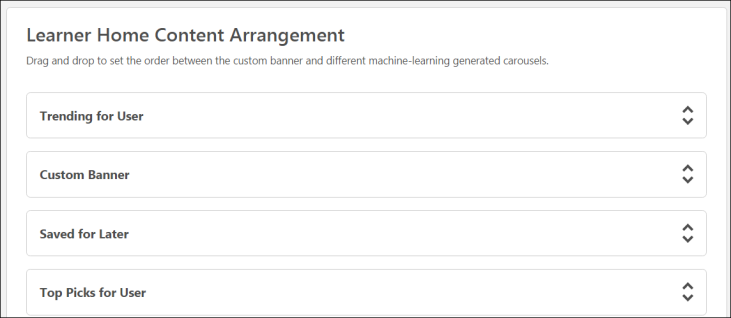 Learner Home Content Arrangement
Drag and drop to set the order between the custom banner and different machine-learning generated carousels.
Trending for User
Custom Banner
Saved for Later
Top Picks for User